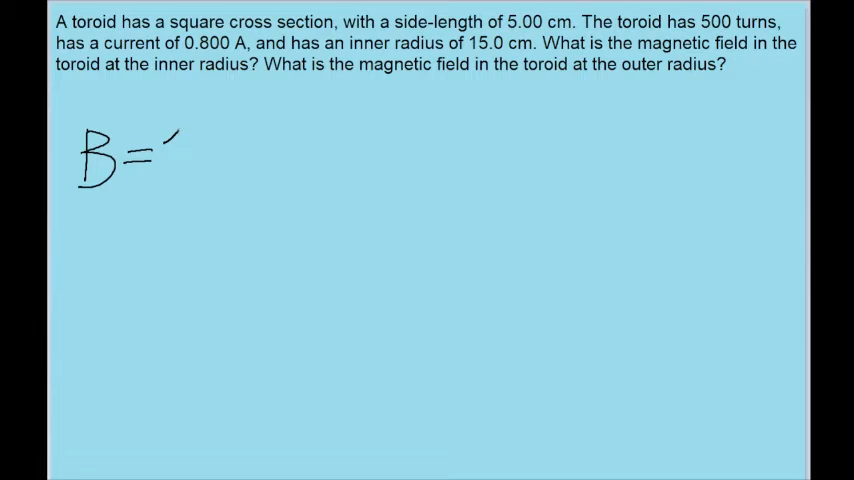 A toroid has a square cross section, with a side-length of 5.00 cm. The toroid has 500 turns,
has a current of 0.800 A, and has an inner radius of 15.0 cm. What is the magnetic field in the
toroid at the inner radius? What is the magnetic field in the toroid at the outer radius?
B=